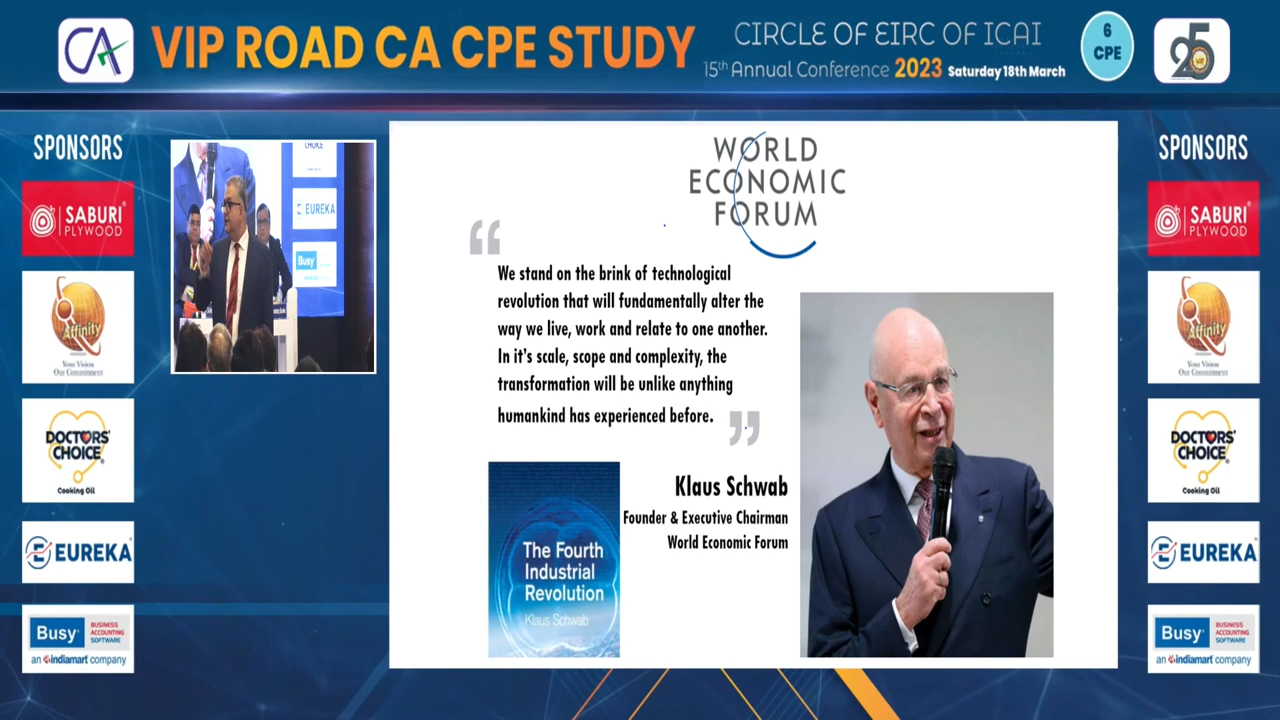 CA
VIP ROAD CA CPE STUDY
CIRCLE OF EIRC OF ICAI
15th Annual Conference 2023 Saturday 18th March
6
CPE
25
SPONSORS
SABURI®
PLYWOOD
Affinity
Your Vision
Our Commitment
DOCTORS'
CHOICE
Cooking Oil
EUREKA
Busy
BUSINESS
ACCOUNTING
SOFTWARE
an indiamart company
CHOICE
EUREKA
Busy
WORLD
ECONOMIC
FORUM
“
We stand on the brink of technological
revolution that will fundamentally alter the
way we live, work and relate to one another.
In it's scale, scope and complexity, the
transformation will be unlike anything
humankind has experienced before.
”
Klaus Schwab
Founder & Executive Chairman
World Economic Forum
The Fourth
Industrial
Revolution
Klaus Schwab
SPONSORS
SABURI®
PLYWOOD
Affinity
Your Vision
Our Commitment
DOCTORS'
CHOICE
Cooking Oil
EUREKA
Busy
BUSINESS
ACCOUNTING
SOFTWARE
an indiamart company